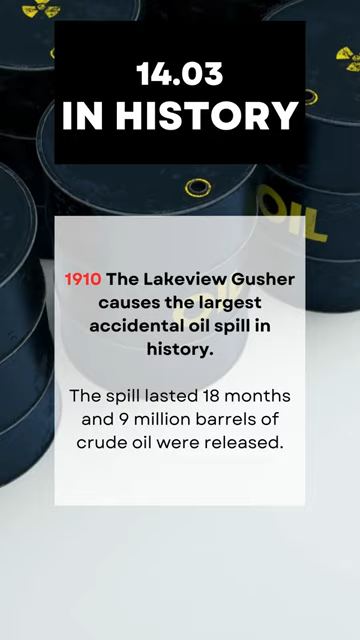 14.03
IN HISTORY
OIL
OIL
1910 The Lakeview Gusher
causes the largest
accidental oil spill in
history.
The spill lasted 18 months
and 9 million barrels of
crude oil were released.